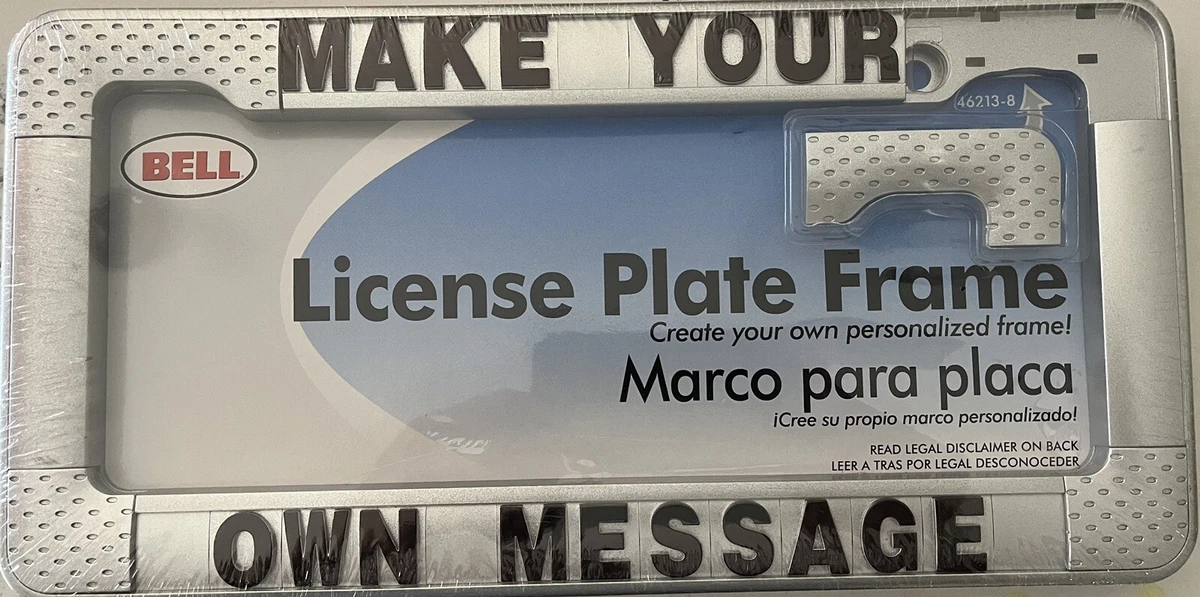 MAKE YOUR
46213-8
BELL
License Plate Frame
Create your own personalized frame!
Marco para placa
¡Cree su propio marco personalizado!
READ LEGAL DISCLAIMER ON BACK
LEER A TRAS POR LEGAL DESCONOCEDER
OWN MESSAGE